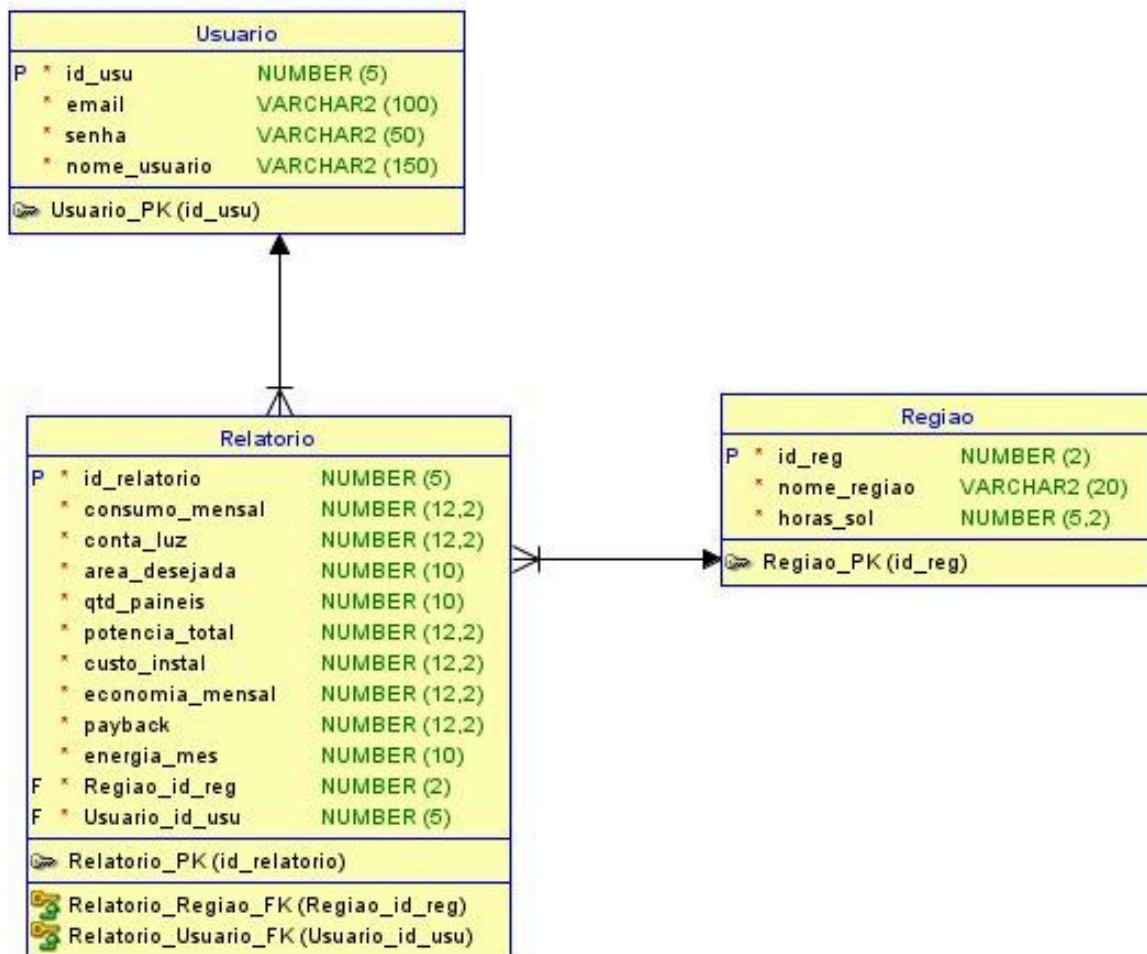 Usuario
P * id_usu NUMBER (5)
* email VARCHAR2 (100)
* senha VARCHAR2 (50)
* nome_usuario VARCHAR2 (150)
Usuario_PK (id_usu)
Relatorio
P * id_relatorio NUMBER (5)
* consumo_mensal NUMBER (12,2)
* conta_luz NUMBER (12,2)
* area_desejada NUMBER (10)
* qtd_paineis NUMBER (10)
* potencia_total NUMBER (12,2)
* custo_instal NUMBER (12,2)
* economia_mensal NUMBER (12,2)
* payback NUMBER (12,2)
* energia_mes NUMBER (10)
F * Regiao_id_reg NUMBER (2)
F * Usuario_id_usu NUMBER (5)
Relatorio_PK (id_relatorio)
Relatorio_Regiao_FK (Regiao_id_reg)
Relatorio_Usuario_FK (Usuario_id_usu)
Regiao
P * id_reg NUMBER (2)
* nome_regiao VARCHAR2 (20)
* horas_sol NUMBER (5,2)
Regiao_PK (id_reg)